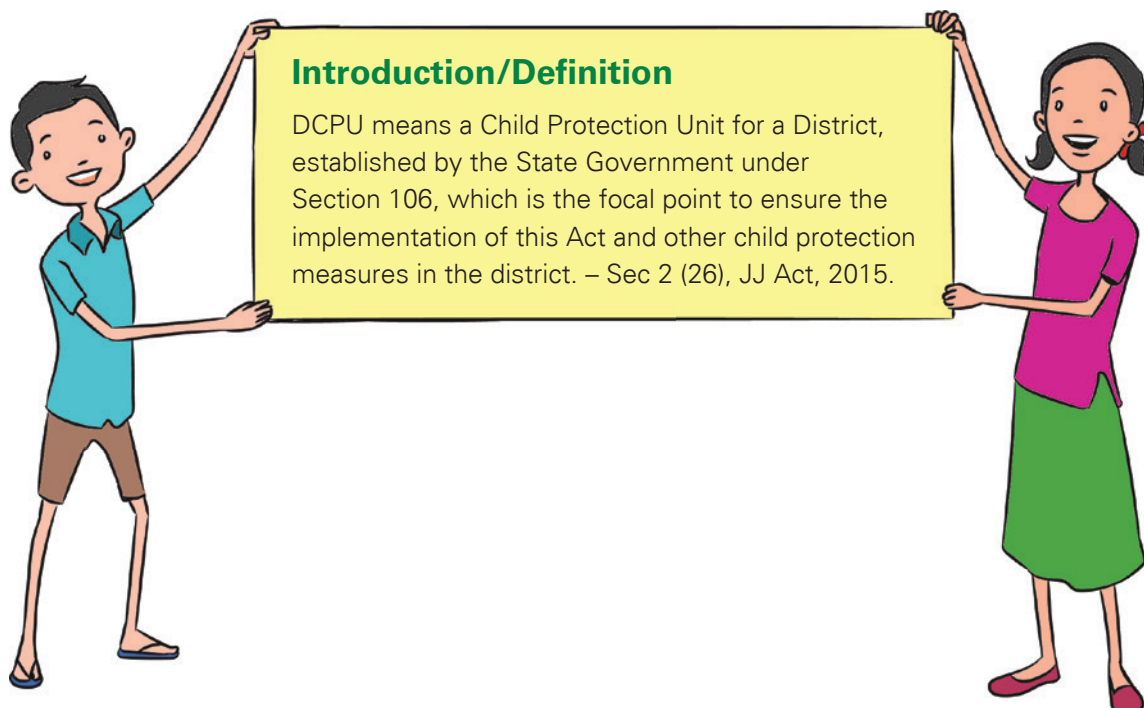 Introduction/Definition
DCPU means a Child Protection Unit for a District,
established by the State Government under
Section 106, which is the focal point to ensure the
implementation of this Act and other child protection
measures in the district. – Sec 2 (26), JJ Act, 2015.